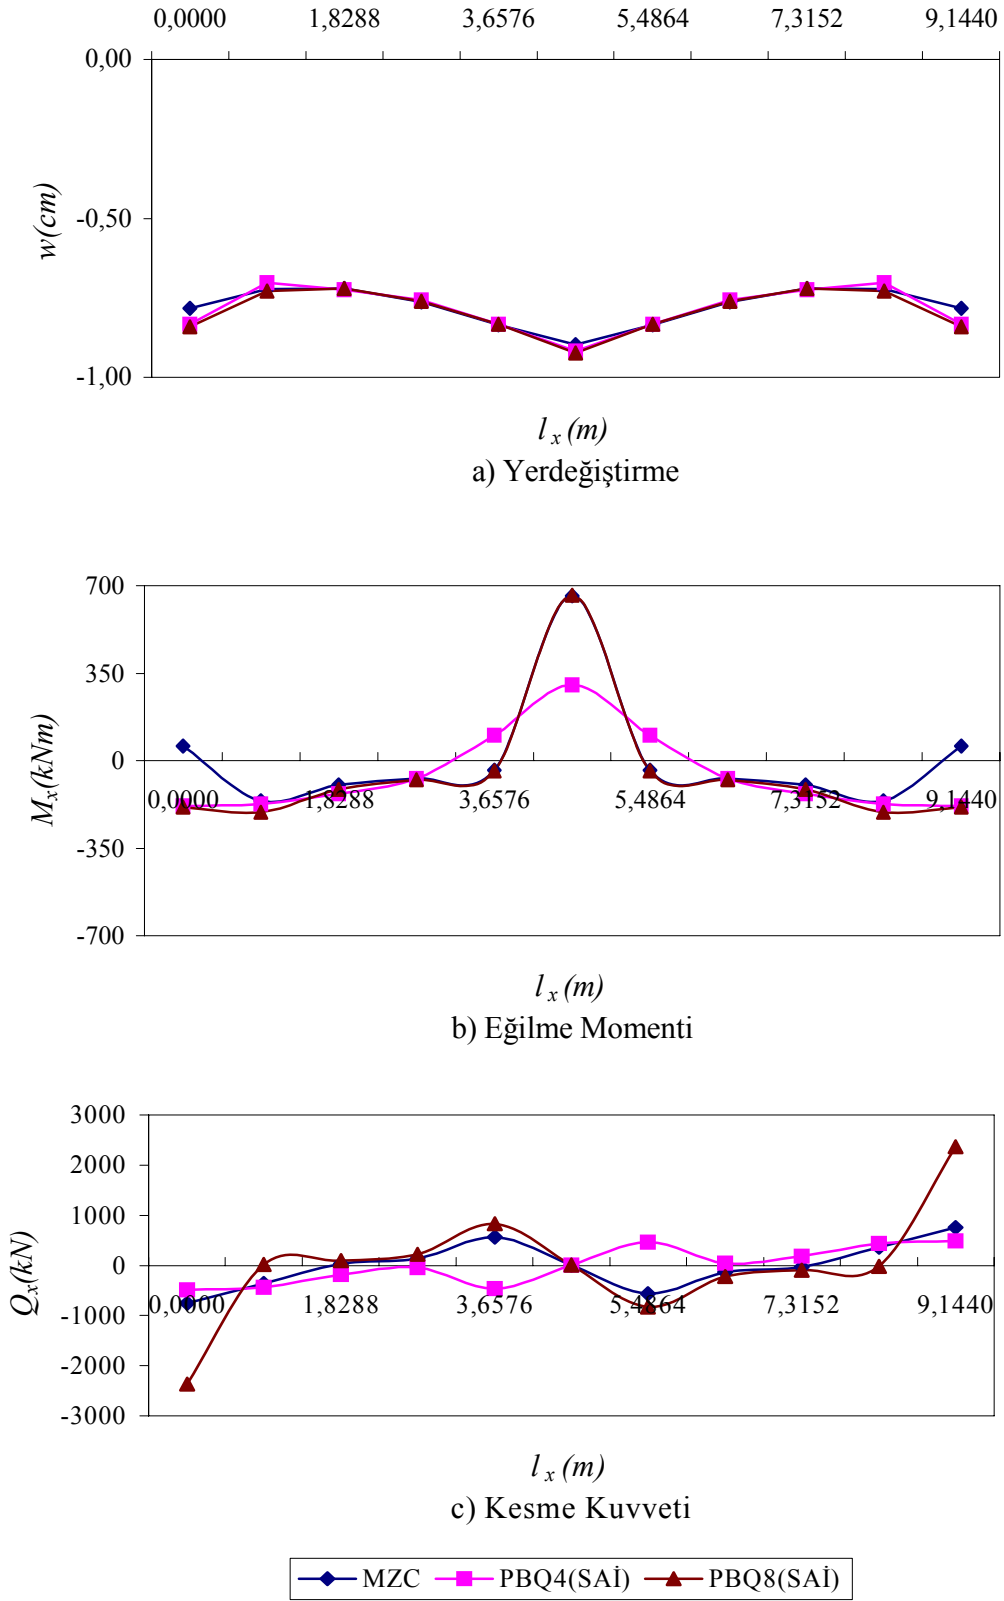 0,0000 1,8288 3,6576 5,4864 7,3152 9,1440
0,00
-0,50
-1,00
w(cm)
l x (m)
a) Yerdeğiştirme
700
350
0
-350
-700
Mx(kNm)
0,0000 1,8288 3,6576 5,4864 7,3152 9,1440
l x (m)
b) Eğilme Momenti
3000
2000
1000
0
-1000
-2000
-3000
Qx(kN)
0,0000 1,8288 3,6576 5,4864 7,3152 9,1440
l x (m)
c) Kesme Kuvveti
MZC PBQ4(SAİ) PBQ8(SAİ)